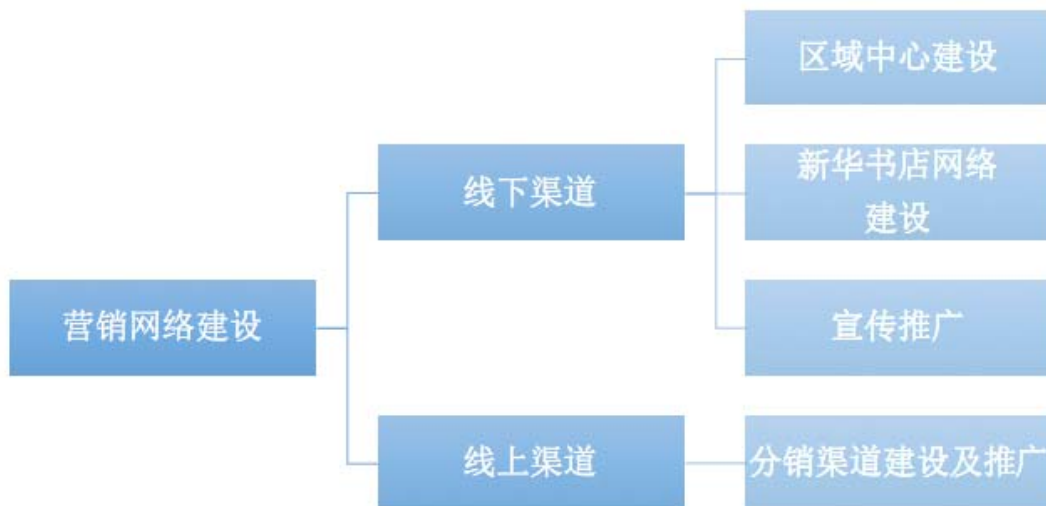 营销网络建设
线下渠道
区域中心建设
新华书店网络
建设
宣传推广
线上渠道
分销渠道建设及推广